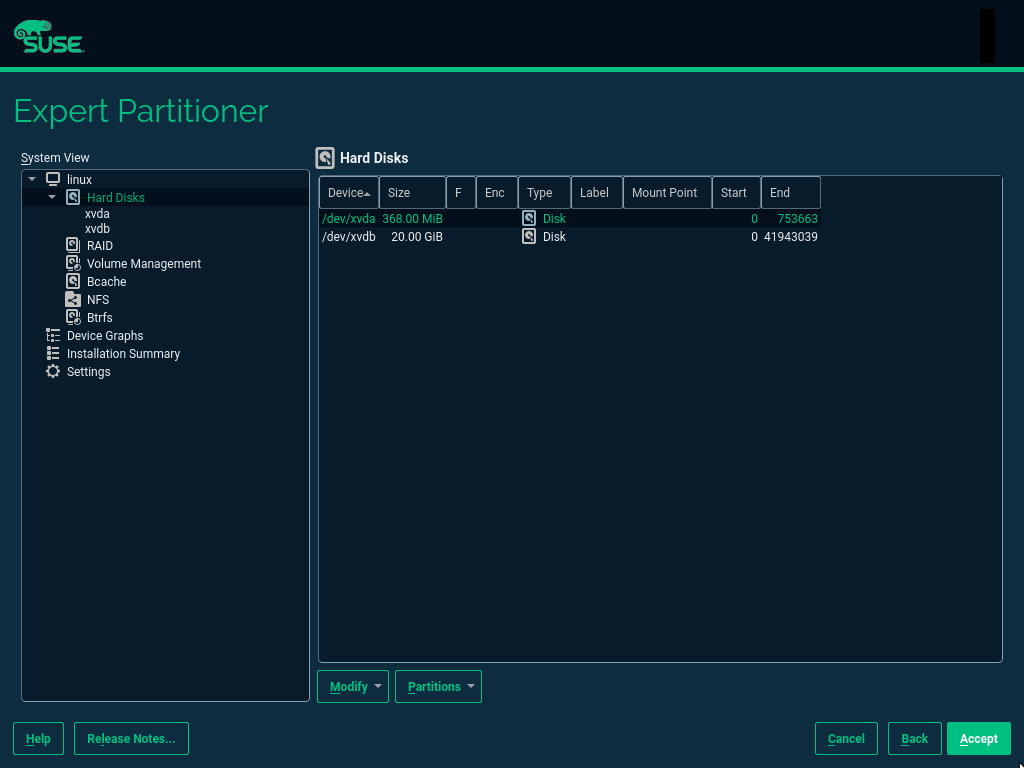 SUSE
Expert Partitioner
System View
linux
Hard Disks
xvda
xvdb
RAID
Volume Management
Bcache
NFS
Btrfs
Device Graphs
Installation Summary
Settings
Hard Disks
Device Size F Enc Type Label Mount Point Start End
/dev/xvda 368.00 MiB Disk 0 753663
/dev/xvdb 20.00 GiB Disk 0 41943039
Modify Partitions
Help Release Notes... Cancel Back Accept